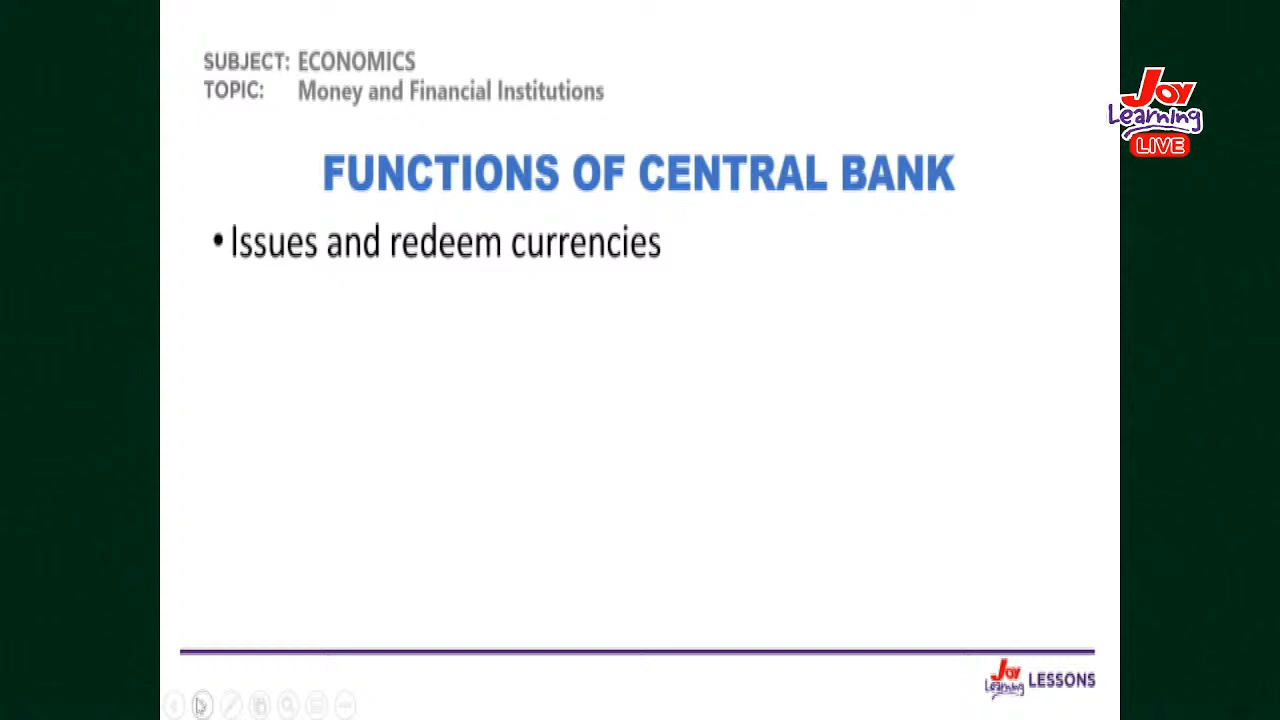 SUBJECT: ECONOMICS
TOPIC: Money and Financial Institutions
Joy
Learning
LIVE
FUNCTIONS OF CENTRAL BANK
• Issues and redeem currencies
Joy
Learning LESSONS